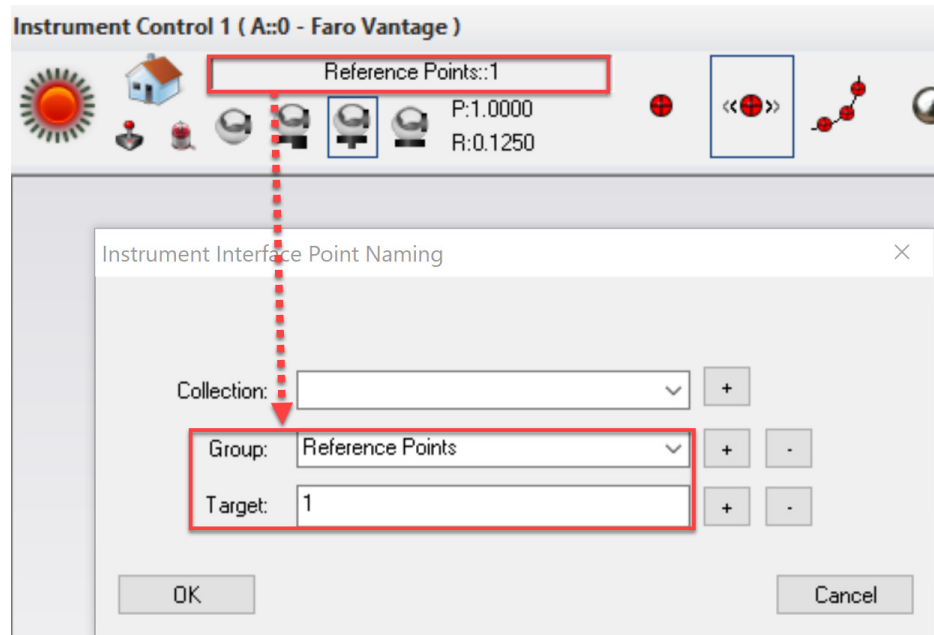 Instrument Control 1 ( A::0 - Faro Vantage )
Reference Points::1
P:1.0000
R:0.1250
Instrument Interface Point Naming
Collection:
+
Group: Reference Points
+ -
Target: 1
+ -
OK Cancel